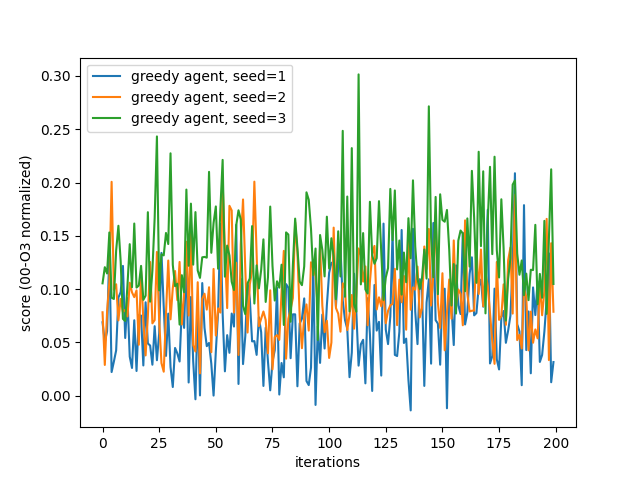 greedy agent, seed=1
greedy agent, seed=2
greedy agent, seed=3
score (00-O3 normalized)
0.30
0.25
0.20
0.15
0.10
0.05
0.00
0 25 50 75 100 125 150 175 200
iterations